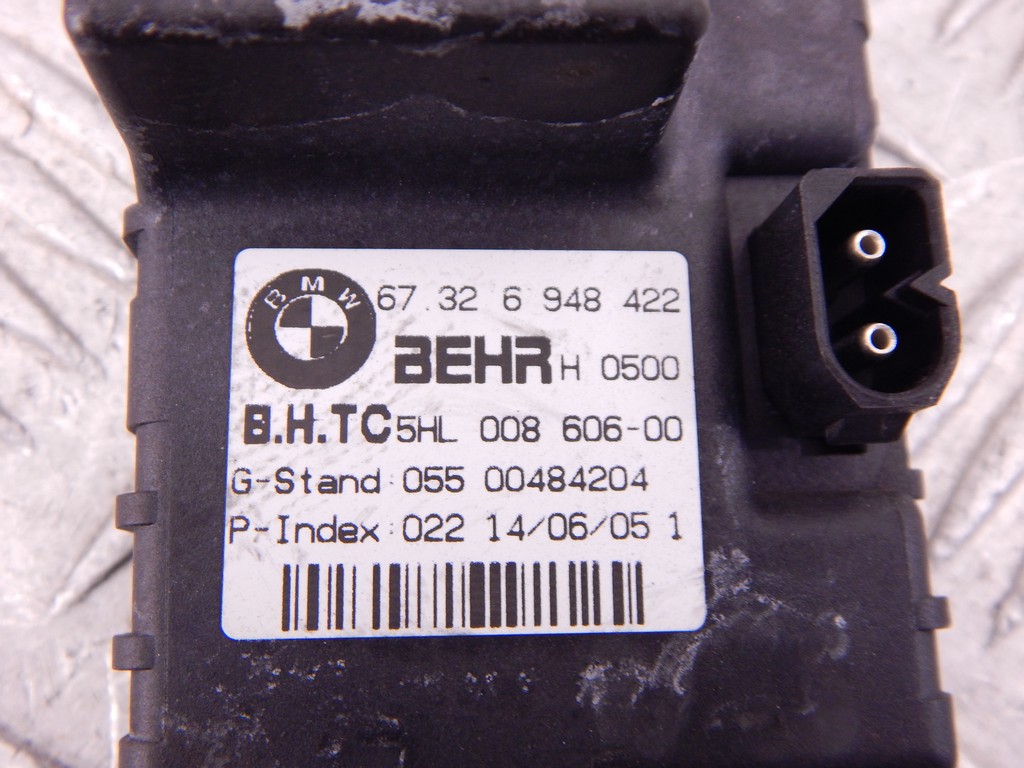 BMW 67.32 6 948 422
BEHR H 0500
B.H.TC 5HL 008 606-00
G-Stand: 055 00484204
P-Index: 022 14/06/05 1